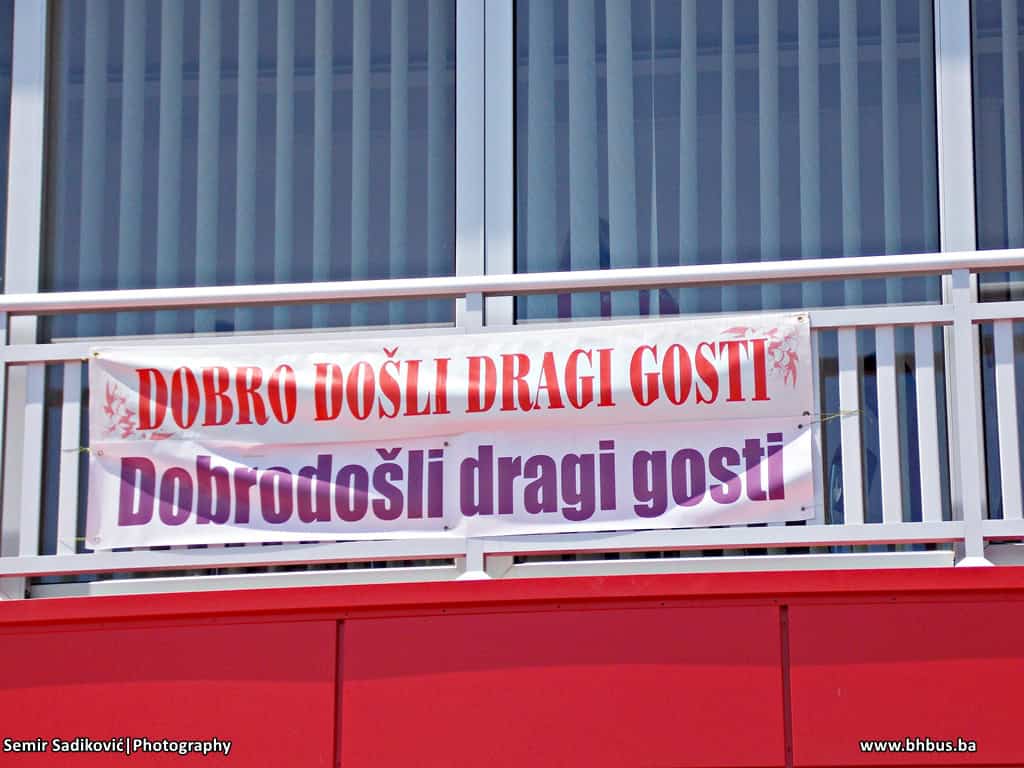 DOBRO DOŠLI DRAGI GOSTI
Dobrodošli dragi gosti
Semir Sadiković|Photography
www.bhbus.ba